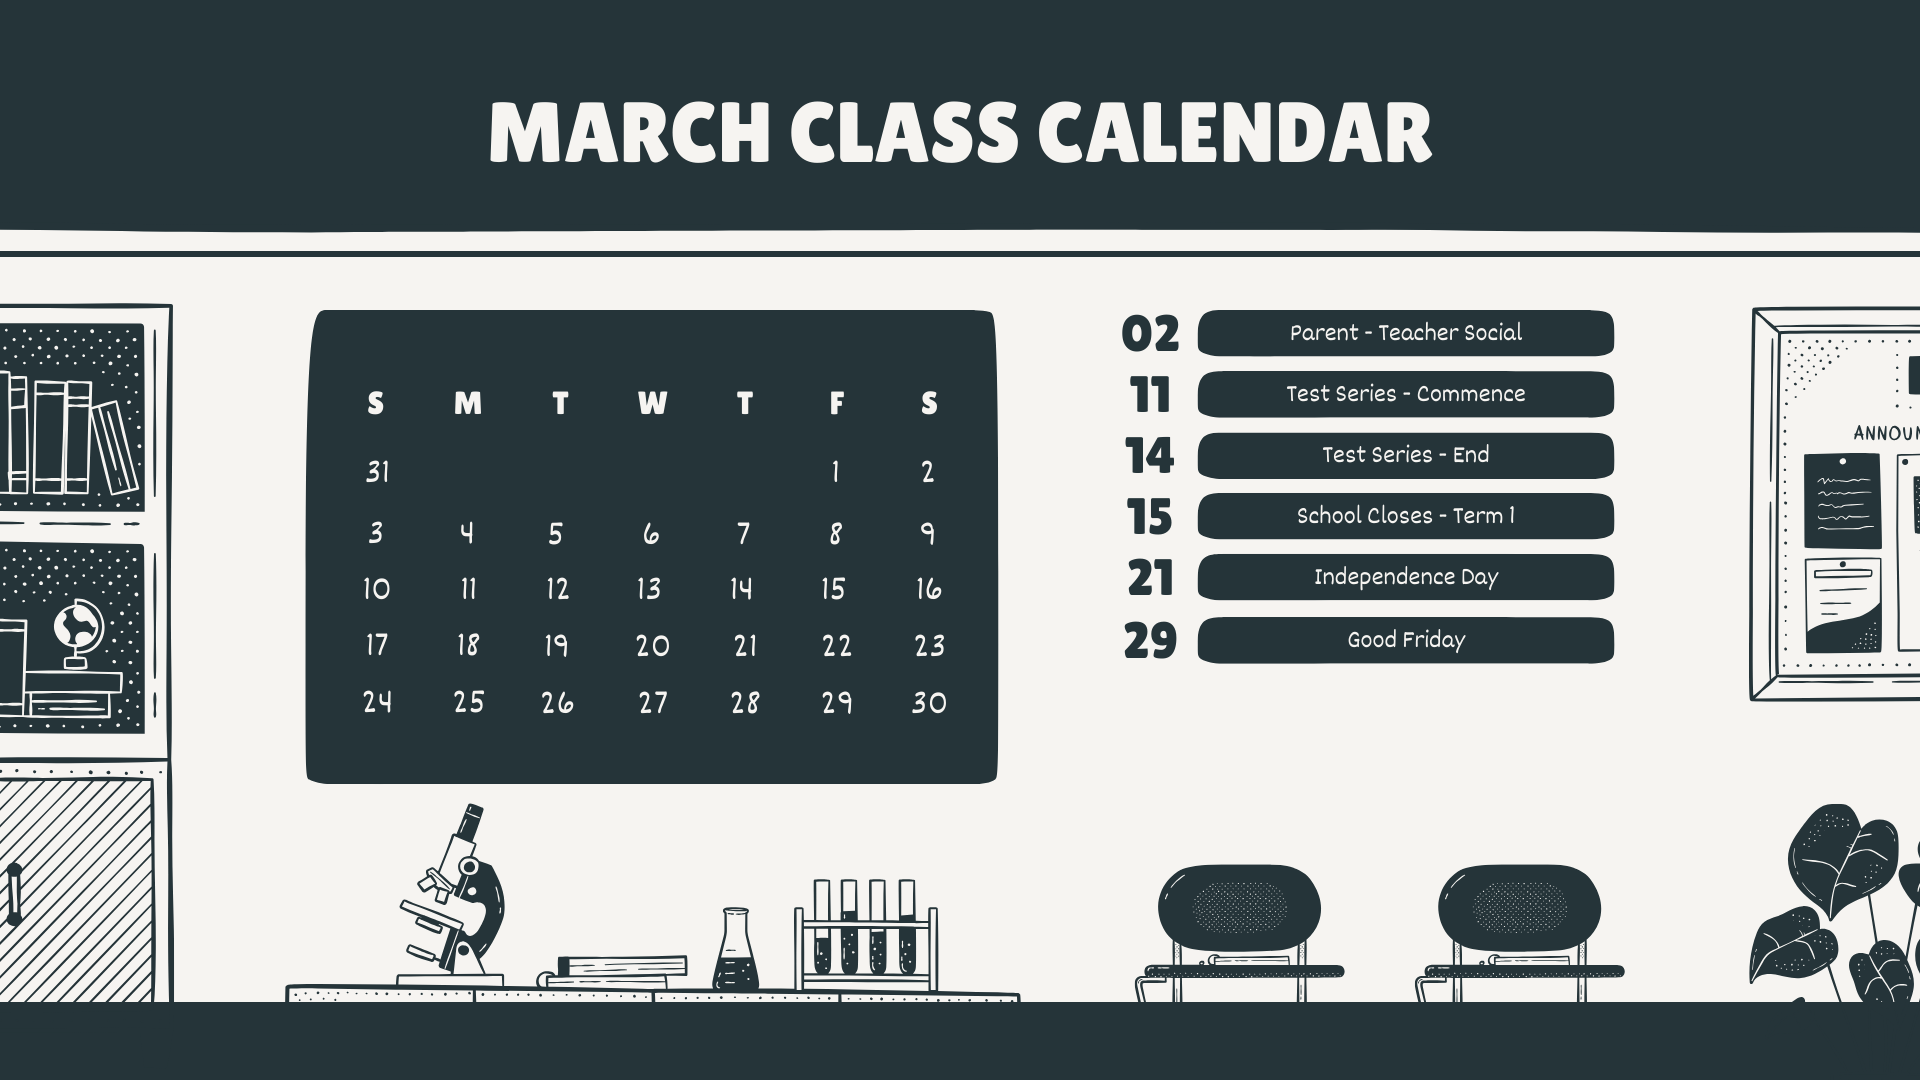 MARCH CLASS CALENDAR
S M T W T F S
31 1 2
3 4 5 6 7 8 9
10 11 12 13 14 15 16
17 18 19 20 21 22 23
24 25 26 27 28 29 30
02 Parent - Teacher Social
11 Test Series - Commence
14 Test Series - End
15 School Closes - Term 1
21 Independence Day
29 Good Friday